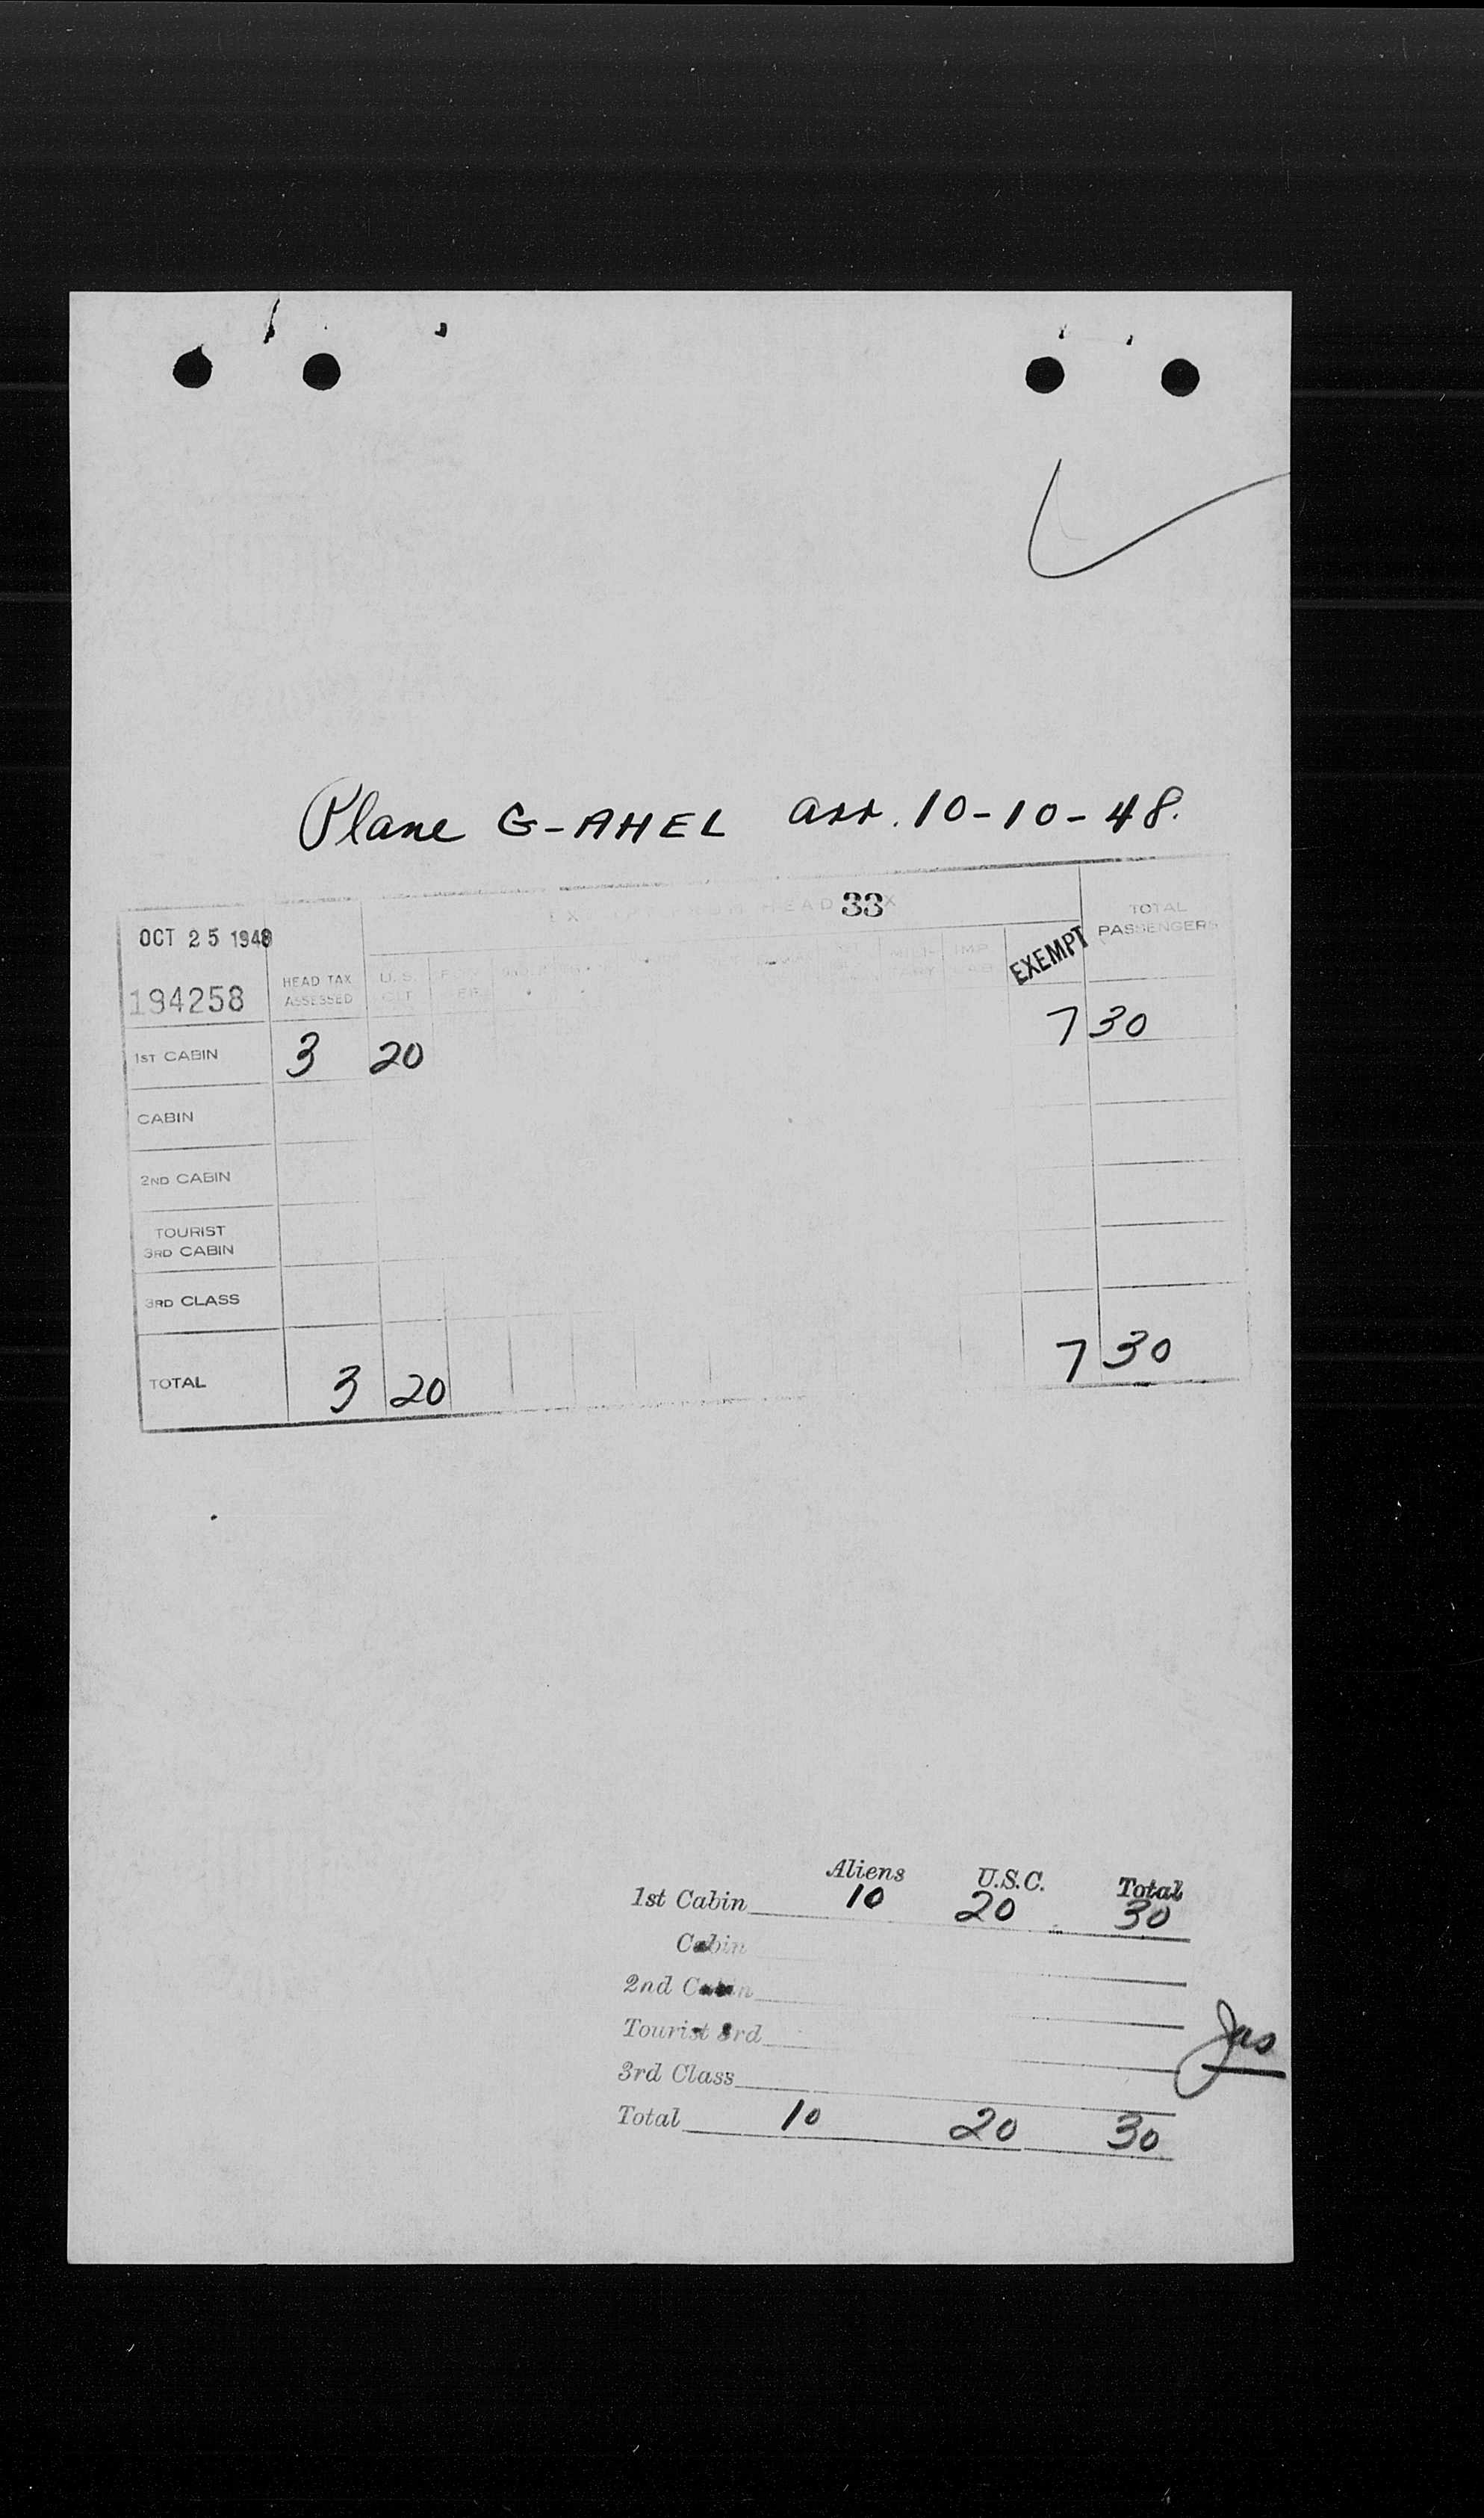 Plane G-AHEL arr. 10-10-48.
33
TOTAL PASSENGERS
OCT 25 1948
EXEMPT
194258
HEAD TAX ASSESSED
U.S. CIT
1ST CABIN 3 20 7 30
CABIN
2ND CABIN
TOURIST
3RD CABIN
3RD CLASS
TOTAL 3 20 7 30
Aliens U.S.C. Total
1st Cabin 10 20 30
Cabin
2nd Cabin
Tourist 3rd
3rd Class
Total 10 20 30